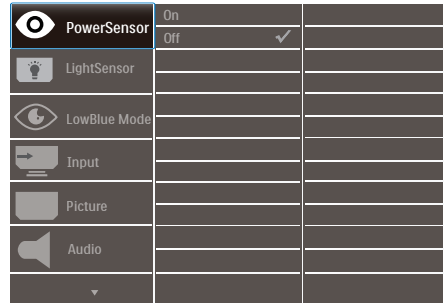 PowerSensor
On
Off
LightSensor
LowBlue Mode
Input
Picture
Audio